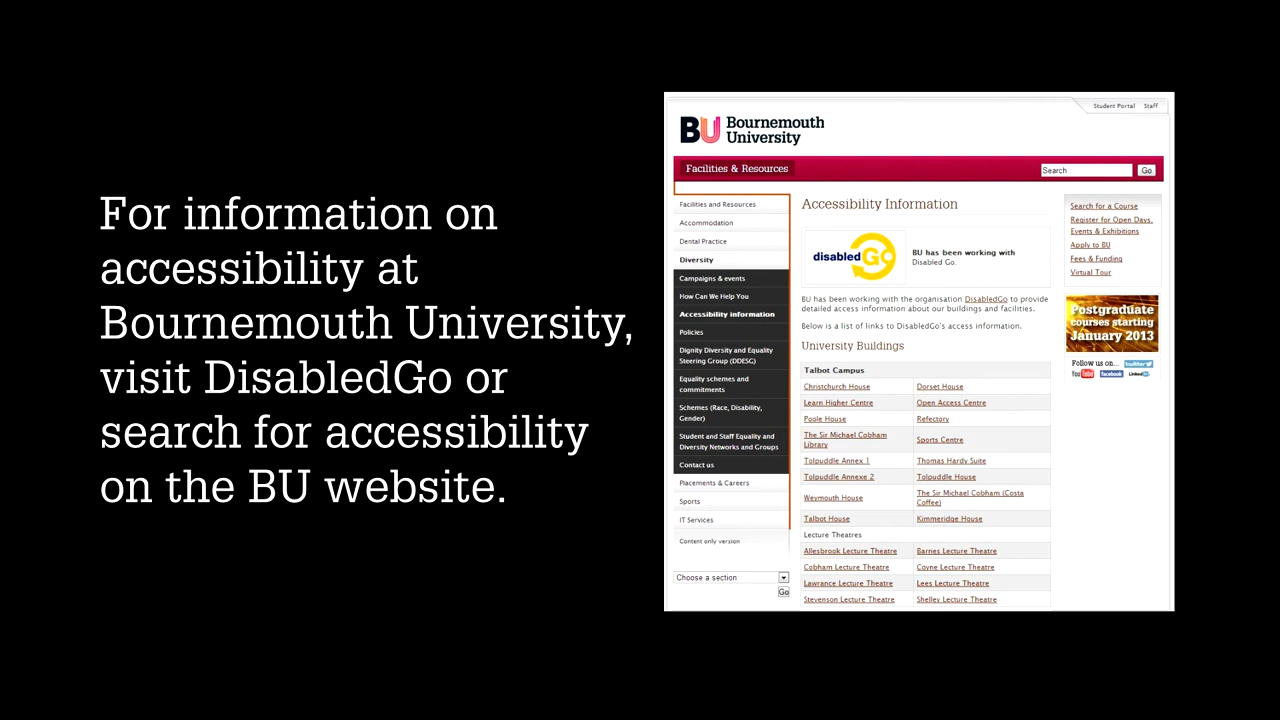 For information on
accessibility at
Bournemouth University,
visit DisabledGo or
search for accessibility
on the BU website.
Student Portal Staff
BU Bournemouth
University
Facilities & Resources
Search Go
Facilities and Resources
Accommodation
Dental Practice
Diversity
Campaigns & events
How Can We Help You
Accessibility information
Policies
Dignity Diversity and Equality
Steering Group (DDESG)
Equality schemes and
commitments
Schemes (Race, Disability,
Gender)
Student and Staff Equality and
Diversity Networks and Groups
Contact us
Placements & Careers
Sports
IT Services
Content only version
Choose a section
Go
Accessibility Information
disabledGo
BU has been working with
Disabled Go.
BU has been working with the organisation DisabledGo to provide
detailed access information about our buildings and facilities.
Below is a list of links to DisabledGo's access information.
University Buildings
Talbot Campus
Christchurch House Dorset House
Learn Higher Centre Open Access Centre
Poole House Refectory
The Sir Michael Cobham
Library
Sports Centre
Tolpuddle Annex 1 Thomas Hardy Suite
Tolpuddle Annexe 2 Tolpuddle House
Weymouth House
The Sir Michael Cobham (Costa
Coffee)
Talbot House Kimmeridge House
Lecture Theatres
Allesbrook Lecture Theatre Barnes Lecture Theatre
Cobham Lecture Theatre Coyne Lecture Theatre
Lawrance Lecture Theatre Lees Lecture Theatre
Stevenson Lecture Theatre Shelley Lecture Theatre
Search for a Course
Register for Open Days,
Events & Exhibitions
Apply to BU
Fees & Funding
Virtual Tour
Postgraduate
courses starting
January 2013
Follow us on... twitter
YouTube facebook LinkedIn